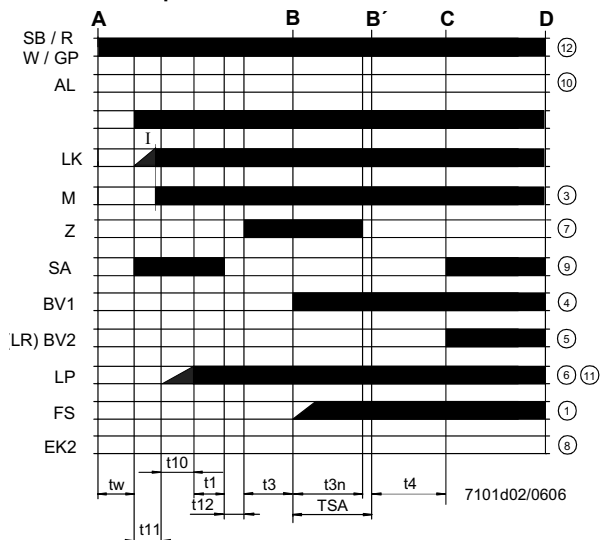 A B B´ C D
SB / R
W / GP ⑫
AL ⑩
I
LK
M ③
Z ⑦
SA ⑨
BV1 ④
(LR) BV2 ⑤
LP ⑥ ⑪
FS ①
EK2 ⑧
t10
tw t1 t3 t3n t4 7101d02/0606
t12 TSA
t11